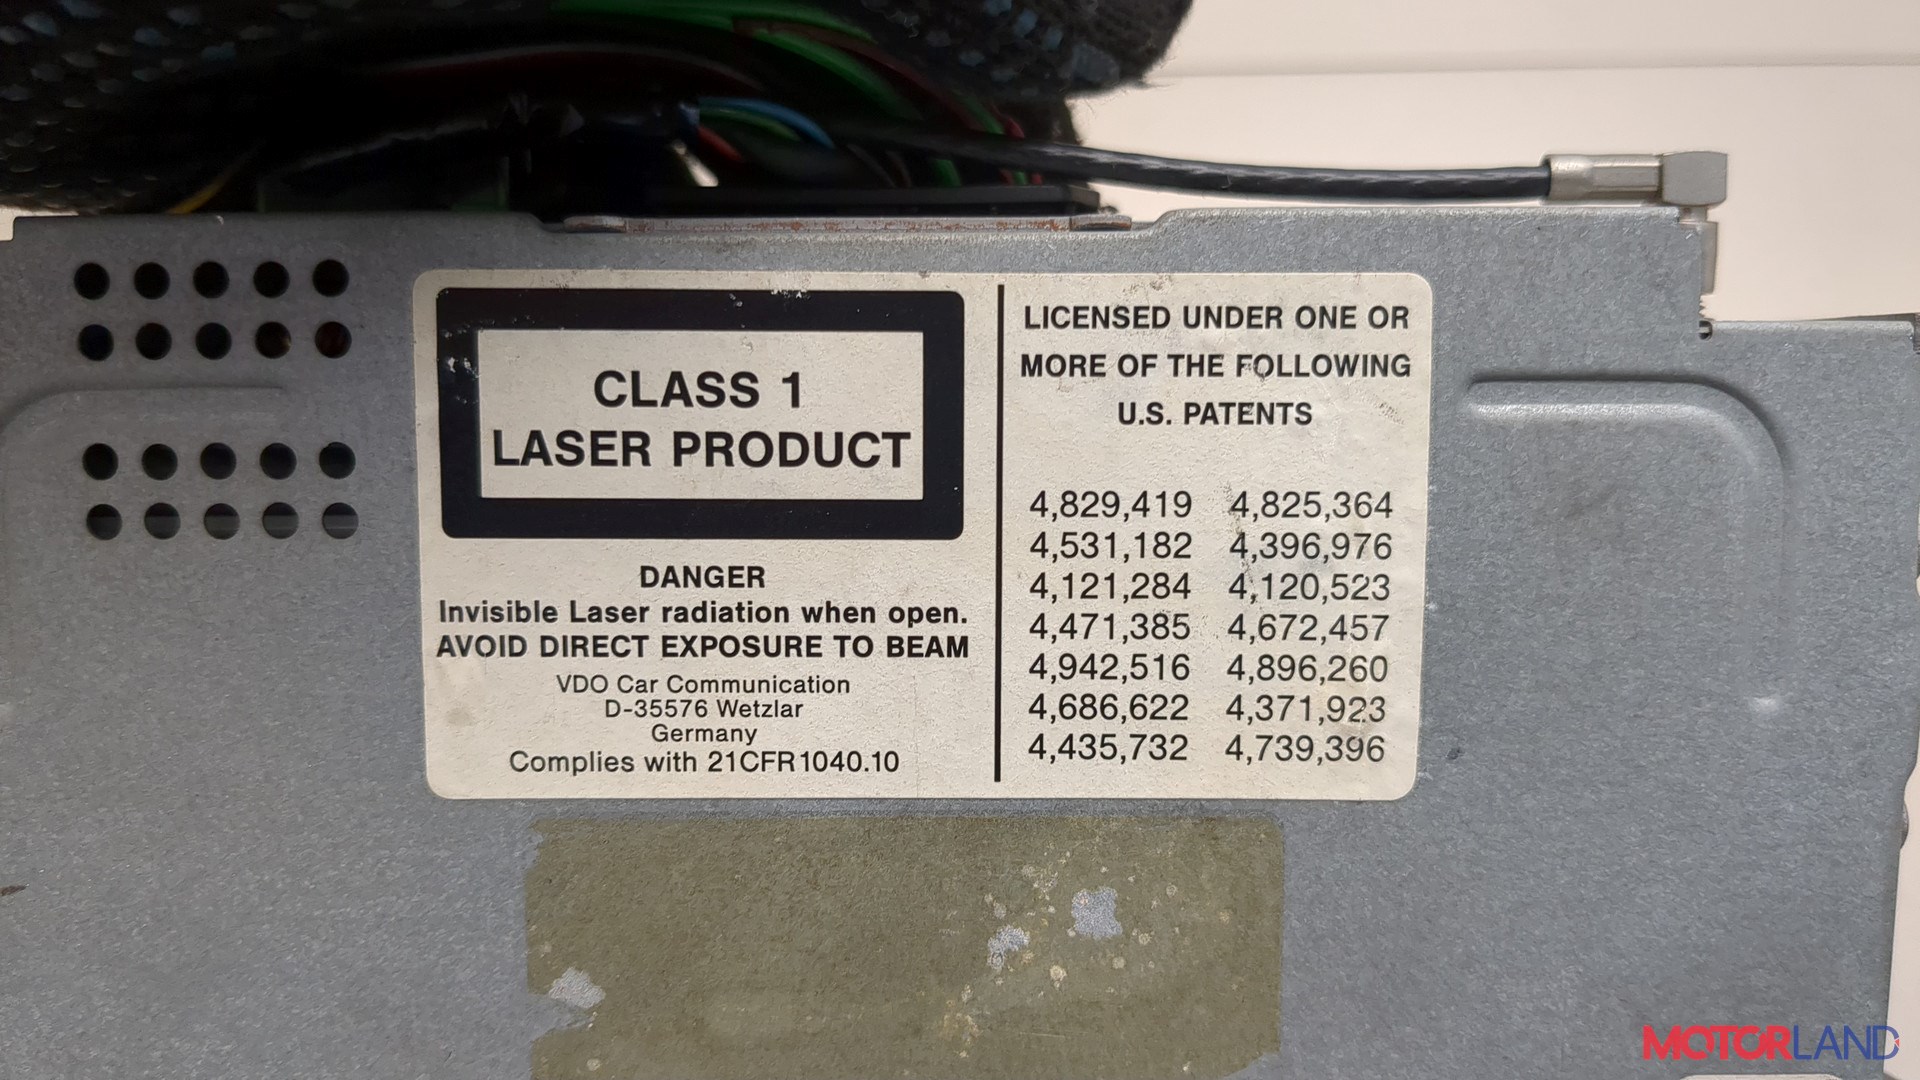 CLASS 1
LASER PRODUCT
DANGER
Invisible Laser radiation when open.
AVOID DIRECT EXPOSURE TO BEAM
VDO Car Communication
D-35576 Wetzlar
Germany
Complies with 21CFR1040.10
LICENSED UNDER ONE OR
MORE OF THE FOLLOWING
U.S. PATENTS
4,829,419 4,825,364
4,531,182 4,396,976
4,121,284 4,120,523
4,471,385 4,672,457
4,942,516 4,896,260
4,686,622 4,371,923
4,435,732 4,739,396
MOTORLAND